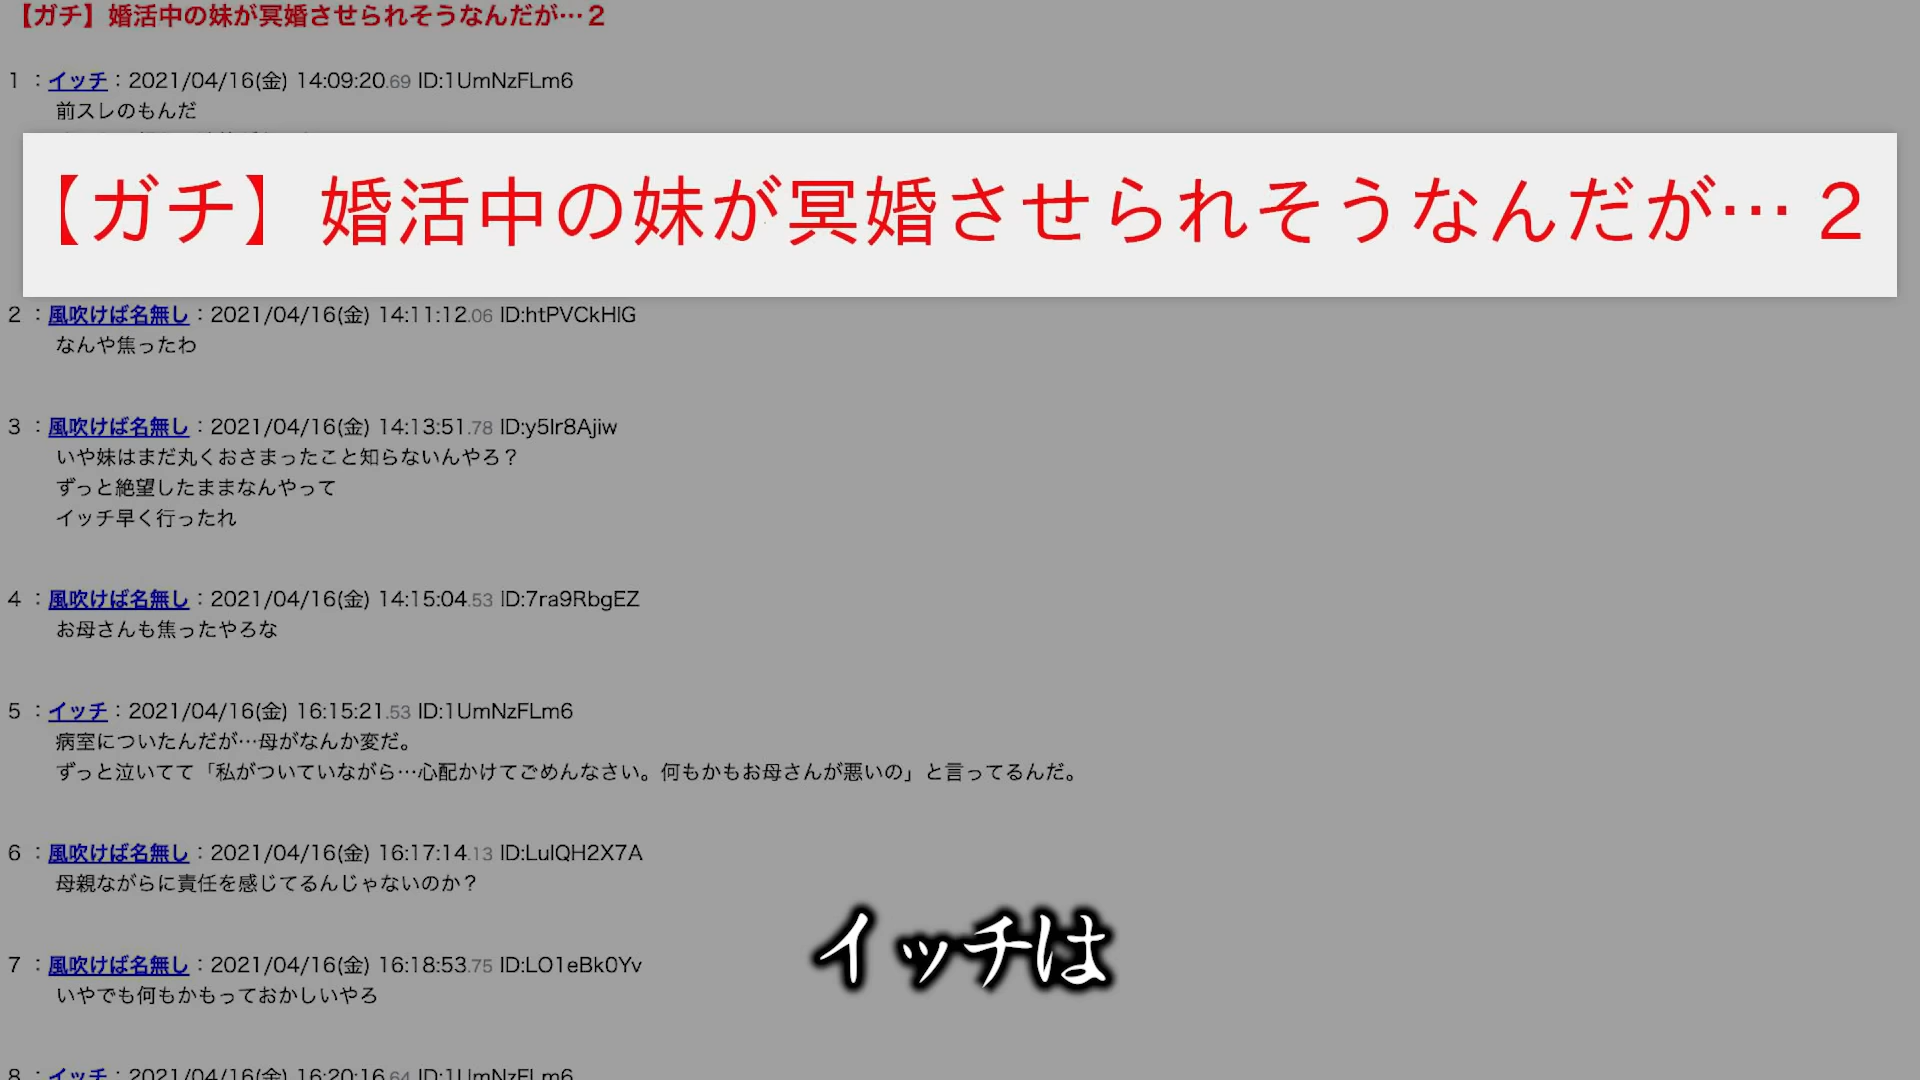 【ガチ】婚活中の妹が冥婚させられそうなんだが…２
1 ：イッチ：2021/04/16(金) 14:09:20.69 ID:1UmNzFLm6
前スレのもんだ
【ガチ】婚活中の妹が冥婚させられそうなんだが…２
2 ：風吹けば名無し：2021/04/16(金) 14:11:12.06 ID:htPVCkHlG
なんや焦ったわ
3 ：風吹けば名無し：2021/04/16(金) 14:13:51.78 ID:y5lr8Ajiw
いや妹はまだ丸くおさまったこと知らないんやろ？
ずっと絶望したままなんやって
イッチ早く行ったれ
4 ：風吹けば名無し：2021/04/16(金) 14:15:04.53 ID:7ra9RbgEZ
お母さんも焦ったやろな
5 ：イッチ：2021/04/16(金) 16:15:21.53 ID:1UmNzFLm6
病室についたんだが…母がなんか変だ。
ずっと泣いてて「私がついていながら…心配かけてごめんなさい。何もかもお母さんが悪いの」と言ってるんだ。
6 ：風吹けば名無し：2021/04/16(金) 16:17:14.13 ID:LulQH2X7A
母親ながらに責任を感じてるんじゃないのか？
7 ：風吹けば名無し：2021/04/16(金) 16:18:53.75 ID:LO1eBk0Yv
いやでも何もかもっておかしいやろ
イッチは
8 ：イッチ：2021/04/16(金) 16:20:16.64 ID:1UmNzFLm6